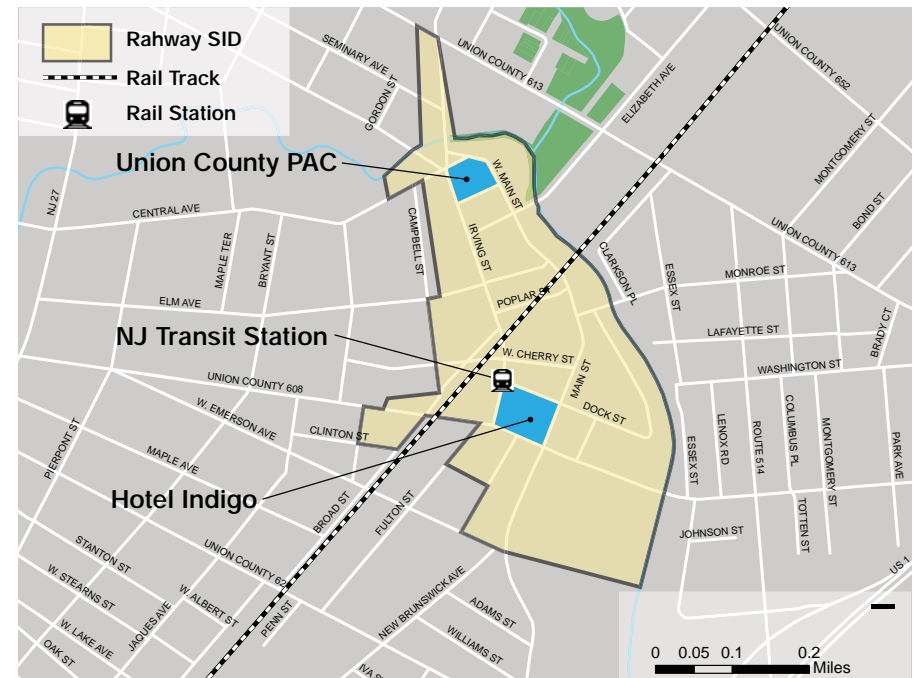 Rahway SID
Rail Track
Rail Station
Union County PAC
NJ Transit Station
Hotel Indigo
SEMINARY AVE
GORDON ST
UNION COUNTY 613
ELIZABETH AVE
UNION COUNTY 652
MONTGOMERY ST
BOND ST
UNION COUNTY 613
NJ 27
CENTRAL AVE
MAPLE TER
BRYANT ST
CAMPBELL ST
W. MAIN ST
IRVING ST
CLARKSON PL
ESSEX ST
MONROE ST
ELM AVE
POPLAR ST
LAFAYETTE ST
BRADY CT
W. CHERRY ST
MAIN ST
WASHINGTON ST
UNION COUNTY 608
DOCK ST
W. EMERSON AVE
CLINTON ST
PIERPONT ST
MAPLE AVE
ESSEX ST
LENOX RD
ROUTE 514
COLUMBUS PL
MONTGOMERY ST
PARK AVE
BROAD ST
FULTON ST
TOTTEN ST
JOHNSON ST
STANTON ST
UNION COUNTY 62
W. STEARNS ST
W. ALBERT ST
JAQUES AVE
PENN ST
NEW BRUNSWICK AVE
ADAMS ST
WILLIAMS ST
US 1
W. LAKE AVE
OAK ST
IVA ST
0 0.05 0.1 0.2
Miles